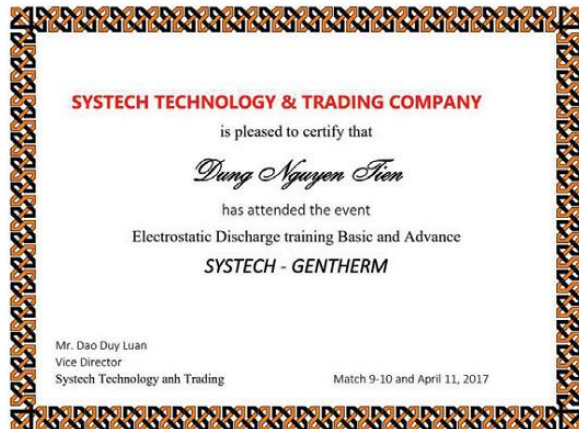 SYSTECH TECHNOLOGY & TRADING COMPANY
is pleased to certify that
Dung Nguyen Tien
has attended the event
Electrostatic Discharge training Basic and Advance
SYSTECH - GENTHERM
Mr. Dao Duy Luan
Vice Director
Systech Technology anh Trading
Match 9-10 and April 11, 2017